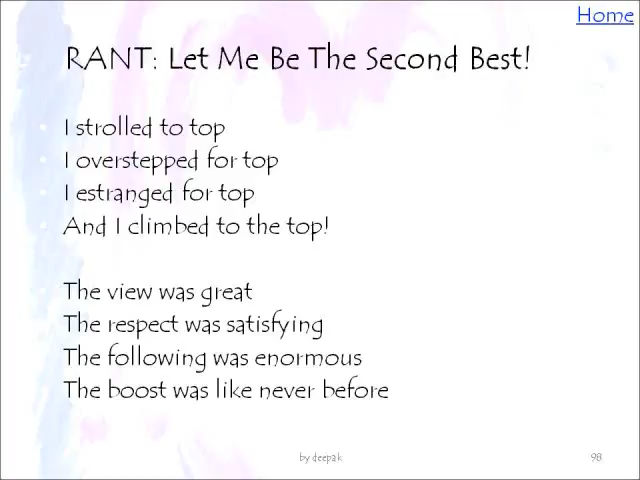 Home
RANT: Let Me Be The Second Best!
I strolled to top
I overstepped for top
I estranged for top
And I climbed to the top!
The view was great
The respect was satisfying
The following was enormous
The boost was like never before
by deepak
98